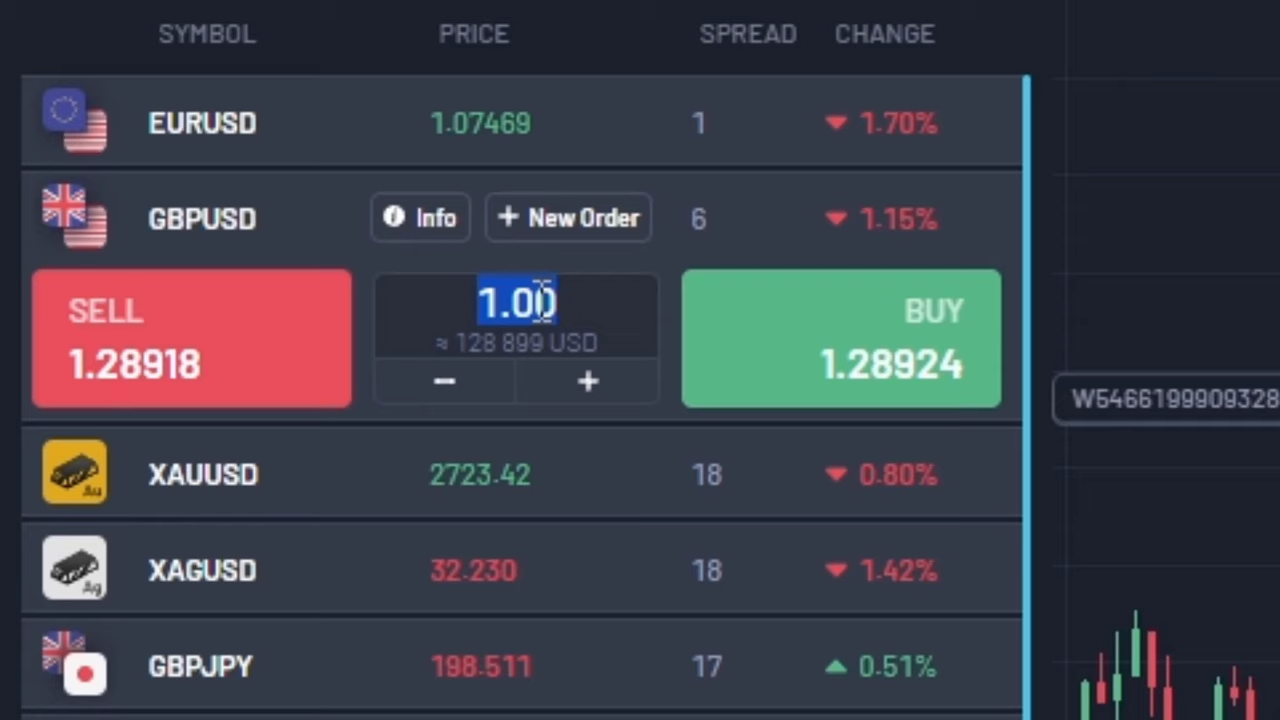 SYMBOL PRICE SPREAD CHANGE
EURUSD 1.07469 1 1.70%
GBPUSD Info New Order 6 1.15%
SELL 1.00 BUY
≈ 128 899 USD
1.28918 − + 1.28924
W5466199909328
XAUUSD 2723.42 18 0.80%
Au
XAGUSD 32.230 18 1.42%
Ag
GBPJPY 198.511 17 0.51%